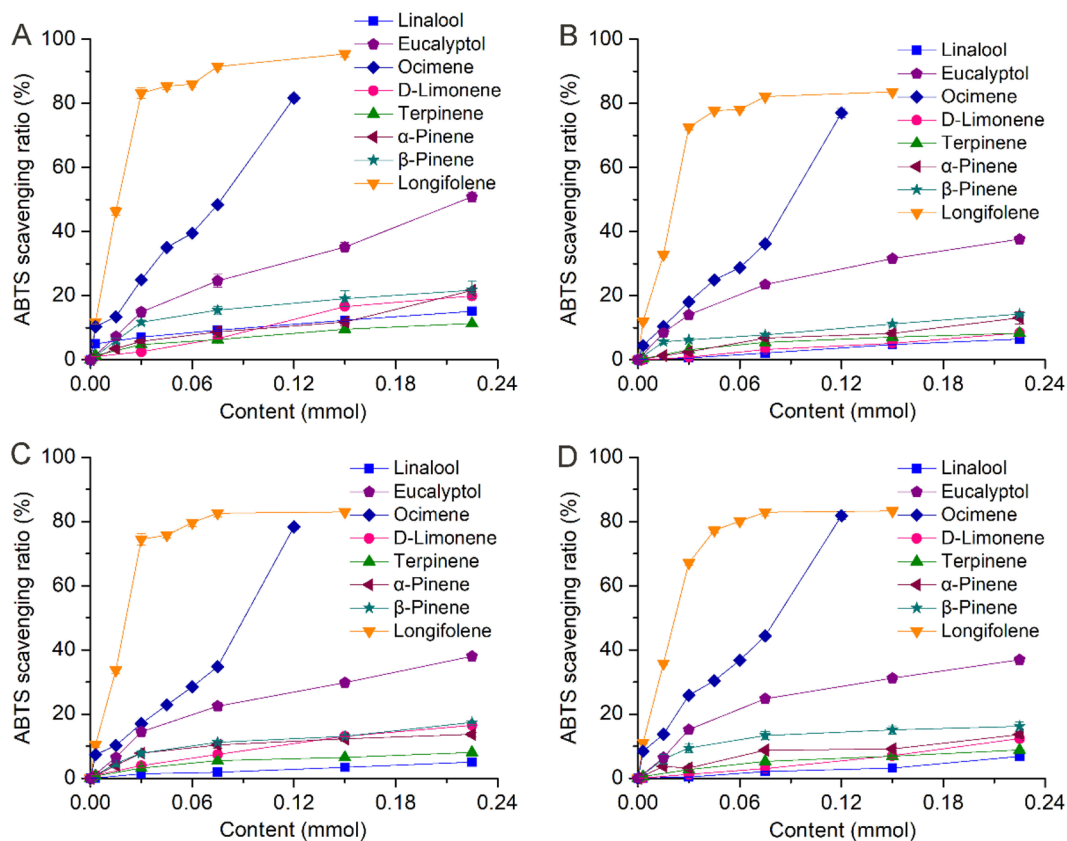 A
ABTS scavenging ratio (%)
100
80
60
40
20
0
0.00
0.06
0.12
0.18
0.24
Content (mmol)
Linalool
Eucalyptol
Ocimene
D-Limonene
Terpinene
α-Pinene
β-Pinene
Longifolene
B
ABTS scavenging ratio (%)
100
80
60
40
20
0
0.00
0.06
0.12
0.18
0.24
Content (mmol)
Linalool
Eucalyptol
Ocimene
D-Limonene
Terpinene
α-Pinene
β-Pinene
Longifolene
C
ABTS scavenging ratio (%)
100
80
60
40
20
0
0.00
0.06
0.12
0.18
0.24
Content (mmol)
Linalool
Eucalyptol
Ocimene
D-Limonene
Terpinene
α-Pinene
β-Pinene
Longifolene
D
ABTS scavenging ratio (%)
100
80
60
40
20
0
0.00
0.06
0.12
0.18
0.24
Content (mmol)
Linalool
Eucalyptol
Ocimene
D-Limonene
Terpinene
α-Pinene
β-Pinene
Longifolene